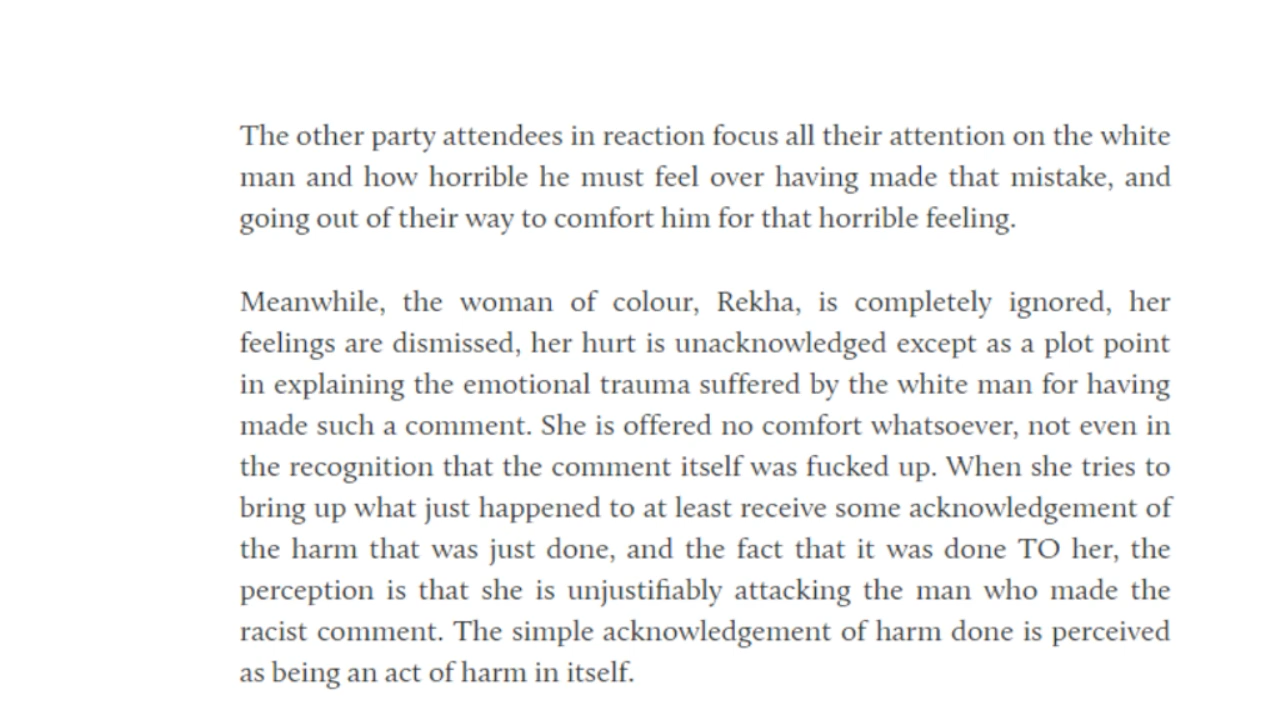 The other party attendees in reaction focus all their attention on the white
man and how horrible he must feel over having made that mistake, and
going out of their way to comfort him for that horrible feeling.
Meanwhile, the woman of colour, Rekha, is completely ignored, her
feelings are dismissed, her hurt is unacknowledged except as a plot point
in explaining the emotional trauma suffered by the white man for having
made such a comment. She is offered no comfort whatsoever, not even in
the recognition that the comment itself was fucked up. When she tries to
bring up what just happened to at least receive some acknowledgement of
the harm that was just done, and the fact that it was done TO her, the
perception is that she is unjustifiably attacking the man who made the
racist comment. The simple acknowledgement of harm done is perceived
as being an act of harm in itself.